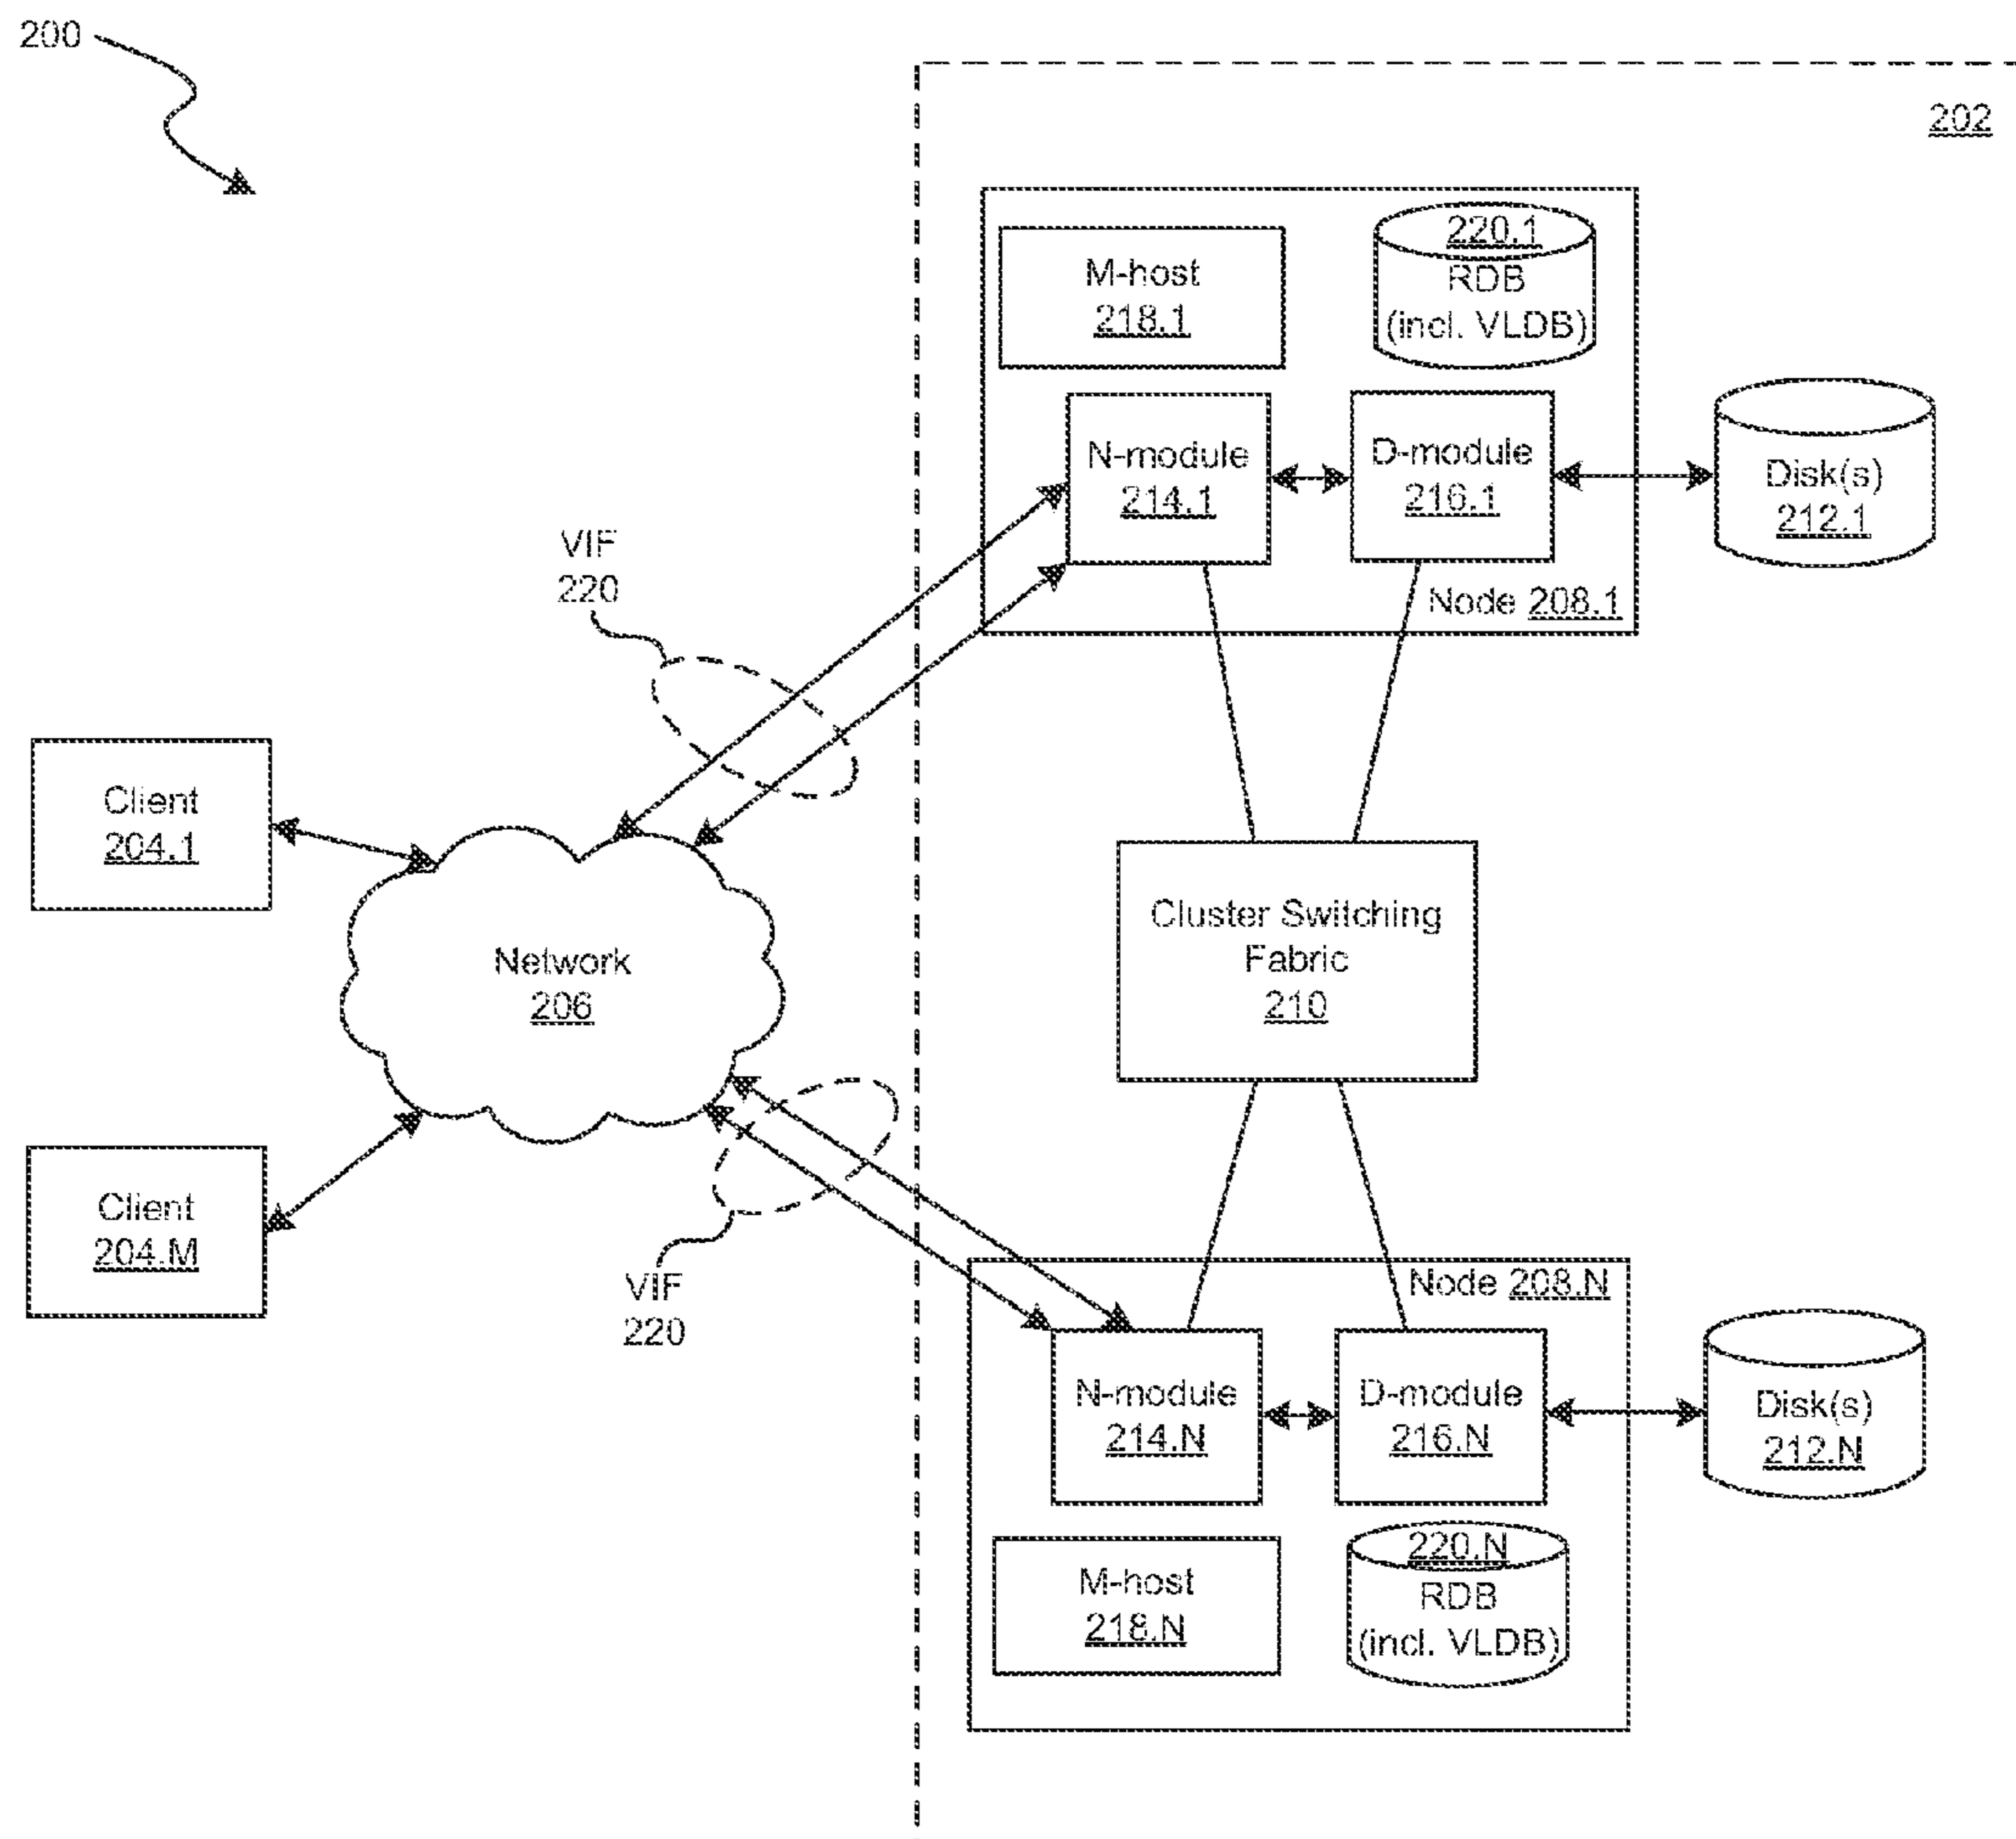 200
202
220.1
RDB
(incl. VLDB)
M-host
218.1
N-module
214.1
D-module
216.1
Disk(s)
212.1
Node 208.1
VIF
220
Client
204.1
Network
206
Cluster Switching
Fabric
210
Client
204.M
VIF
220
Node 208.N
N-module
214.N
D-module
216.N
Disk(s)
212.N
M-host
218.N
220.N
RDB
(incl. VLDB)